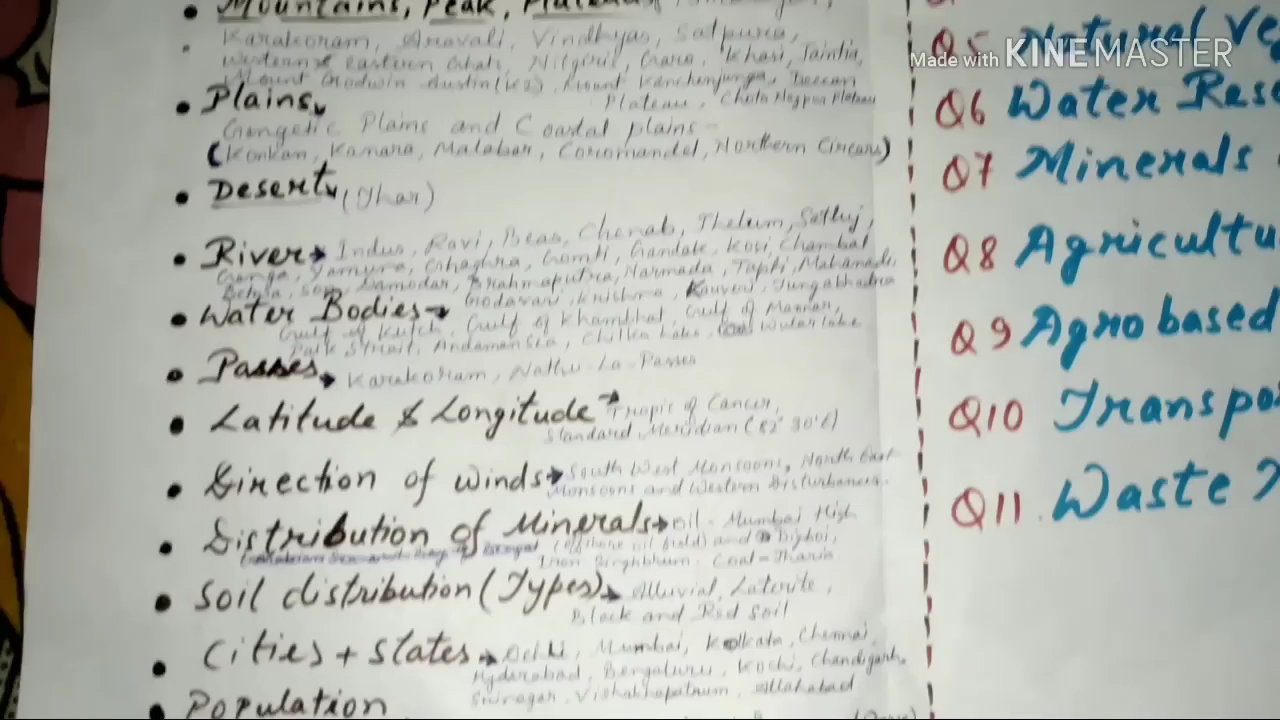 Mountains, Peak, Plateau
Karakoram, Aravali, Vindhyas, Satpura,
Western & eastern Ghats, Nilgiri, Garo, Khasi, Jaintia,
Mount Godwin Austin (K2), Mount Kanchenjunga, Deccan
Plateau, Chota Nagpur Plateau
• Plains
Gangetic Plains and Coastal plains-
(Konkan, Kanara, Malabar, Coromandel, Northern Circars)
• Desert (Thar)
• River → Indus, Ravi, Beas, Chenab, Jhelum, Satluj,
Ganga, Yamuna, Ghaghra, Gomti, Gandak, Kosi, Chambal
Betwa, Son, Damodar, Brahmaputra, Narmada, Tapti, Mahanadi,
Godavari, Krishna, Kaveri, Tungabhadra
• Water Bodies →
Gulf of Kutch, Gulf of Khambhat, Gulf of Mannar,
Palk Strait, Andaman Sea, Chilka Lake, Wular lake
• Passes → Karakoram, Nathu-La-Passes
• Latitude & Longitude → Tropic of Cancer,
Standard Meridian (82°30'E)
• Direction of winds → South West Monsoons, North East
Monsoons and Western Disturbances.
• Distribution of Minerals → oil - Mumbai High
(offshore oil field) and Digboi,
Iron Singhbhum. Coal-Jharia
• Soil distribution (Types) → Alluvial, Laterite,
Black and Red Soil
• Cities + States → Delhi, Mumbai, Kolkata, Chennai,
Hyderabad, Bengaluru, Kochi, Chandigarh,
Srinagar, Vishakhapatnum, Allahabad
• Population
Q5 Natural Ve
Q6 Water Res
Q7 Minerals
Q8 Agricultu
Q9 Agro based
Q10 Transpo
Q11. Waste
Made with KINEMASTER